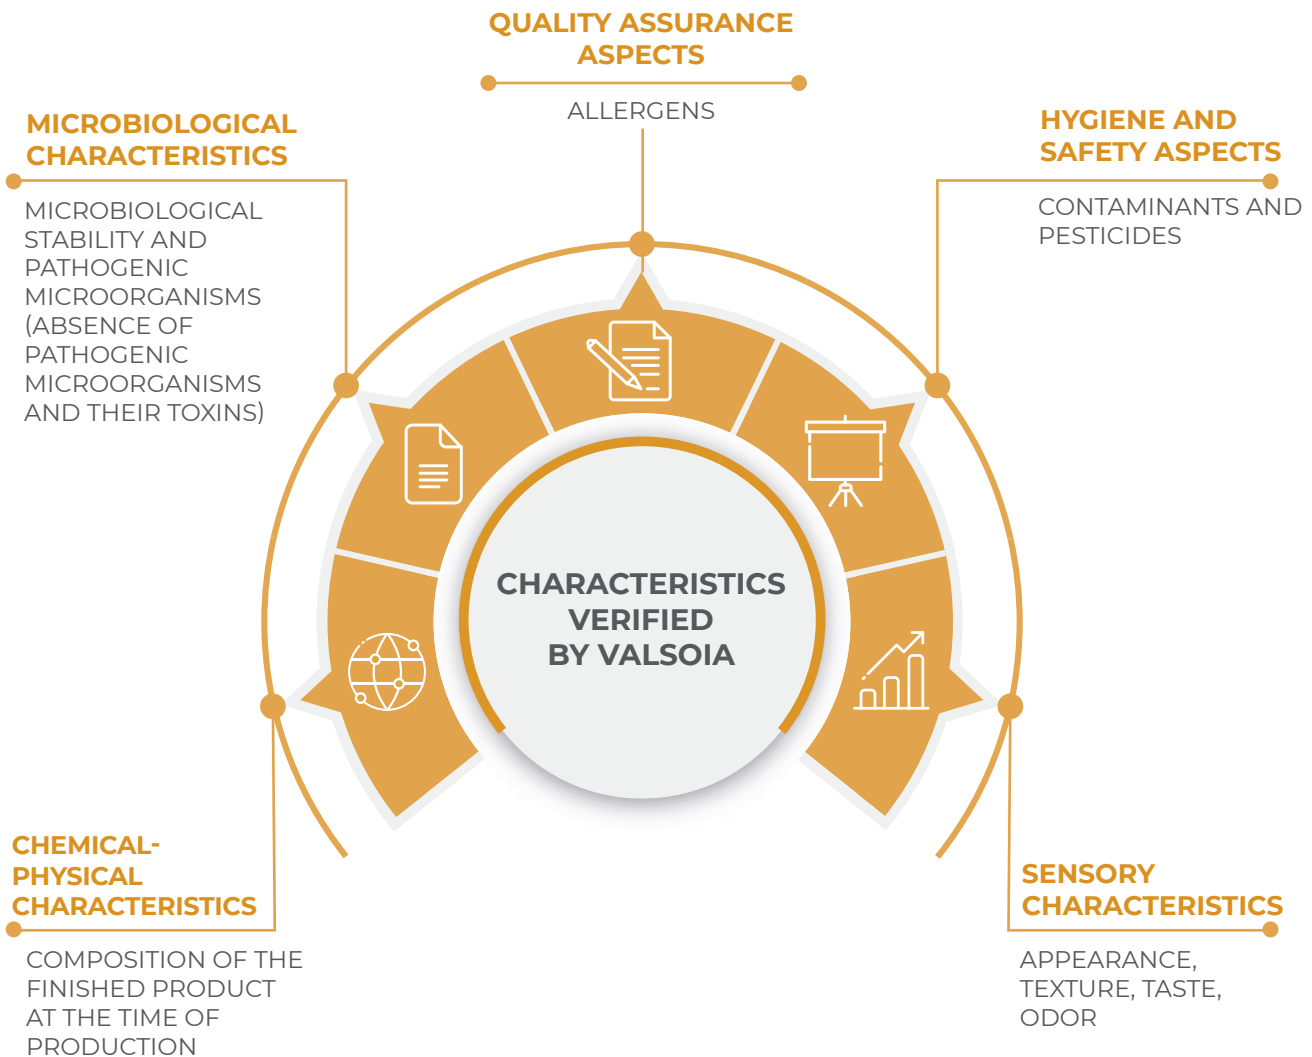 QUALITY ASSURANCE
ASPECTS
ALLERGENS
MICROBIOLOGICAL
CHARACTERISTICS
MICROBIOLOGICAL
STABILITY AND
PATHOGENIC
MICROORGANISMS
(ABSENCE OF
PATHOGENIC
MICROORGANISMS
AND THEIR TOXINS)
HYGIENE AND
SAFETY ASPECTS
CONTAMINANTS AND
PESTICIDES
CHARACTERISTICS
VERIFIED
BY VALSOIA
CHEMICAL-
PHYSICAL
CHARACTERISTICS
COMPOSITION OF THE
FINISHED PRODUCT
AT THE TIME OF
PRODUCTION
SENSORY
CHARACTERISTICS
APPEARANCE,
TEXTURE, TASTE,
ODOR